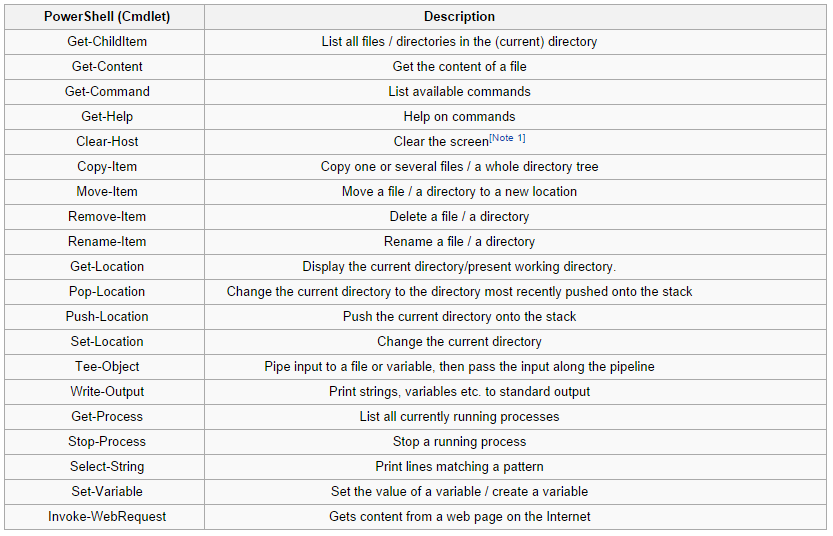 PowerShell (Cmdlet) Description
Get-ChildItem List all files / directories in the (current) directory
Get-Content Get the content of a file
Get-Command List available commands
Get-Help Help on commands
Clear-Host Clear the screen[Note 1]
Copy-Item Copy one or several files / a whole directory tree
Move-Item Move a file / a directory to a new location
Remove-Item Delete a file / a directory
Rename-Item Rename a file / a directory
Get-Location Display the current directory/present working directory.
Pop-Location Change the current directory to the directory most recently pushed onto the stack
Push-Location Push the current directory onto the stack
Set-Location Change the current directory
Tee-Object Pipe input to a file or variable, then pass the input along the pipeline
Write-Output Print strings, variables etc. to standard output
Get-Process List all currently running processes
Stop-Process Stop a running process
Select-String Print lines matching a pattern
Set-Variable Set the value of a variable / create a variable
Invoke-WebRequest Gets content from a web page on the Internet